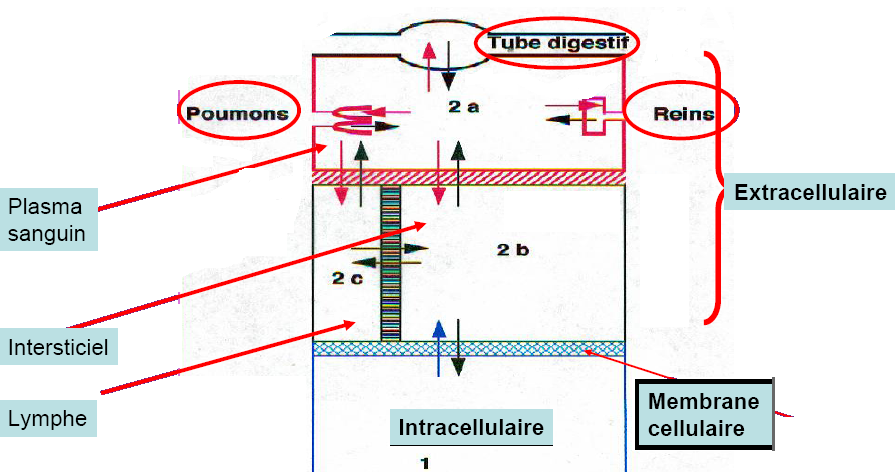 Tube digestif
Poumons
2 a
Reins
Plasma
sanguin
Extracellulaire
2 b
2 c
Intersticiel
Lymphe
Membrane
cellulaire
Intracellulaire
1